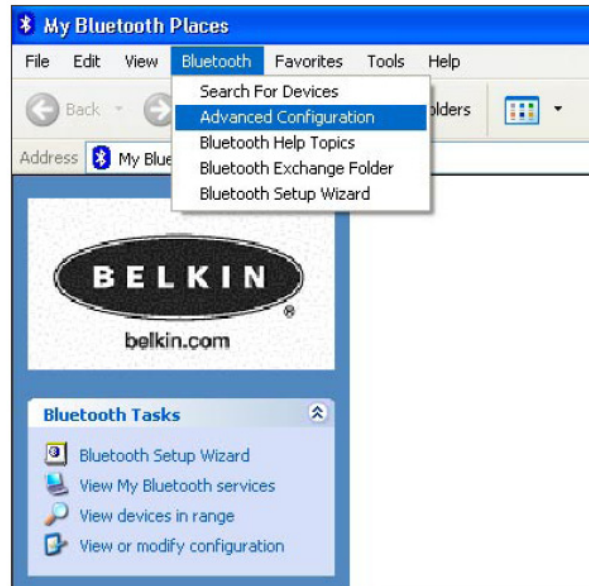 My Bluetooth Places
File Edit View Bluetooth Favorites Tools Help
Search For Devices
Back Advanced Configuration olders
Bluetooth Help Topics
Address My Blue
Bluetooth Exchange Folder
Bluetooth Setup Wizard
BELKIN
®
belkin.com
Bluetooth Tasks
Bluetooth Setup Wizard
View My Bluetooth services
View devices in range
View or modify configuration